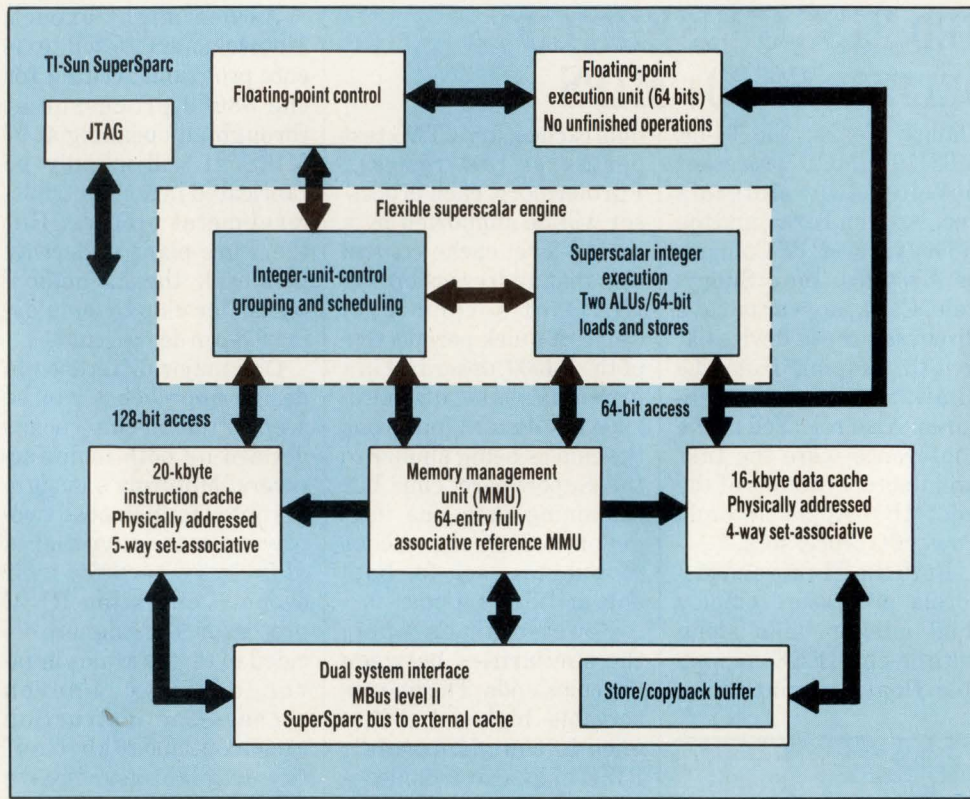 TI-Sun SuperSparc
JTAG
Floating-point control
Floating-point
execution unit (64 bits)
No unfinished operations
Flexible superscalar engine
Integer-unit-control
grouping and scheduling
Superscalar integer
execution
Two ALUs/64-bit
loads and stores
128-bit access
64-bit access
20-kbyte
instruction cache
Physically addressed
5-way set-associative
Memory management
unit (MMU)
64-entry fully
associative reference MMU
16-kbyte data cache
Physically addressed
4-way set-associative
Dual system interface
MBus level II
SuperSparc bus to external cache
Store/copyback buffer